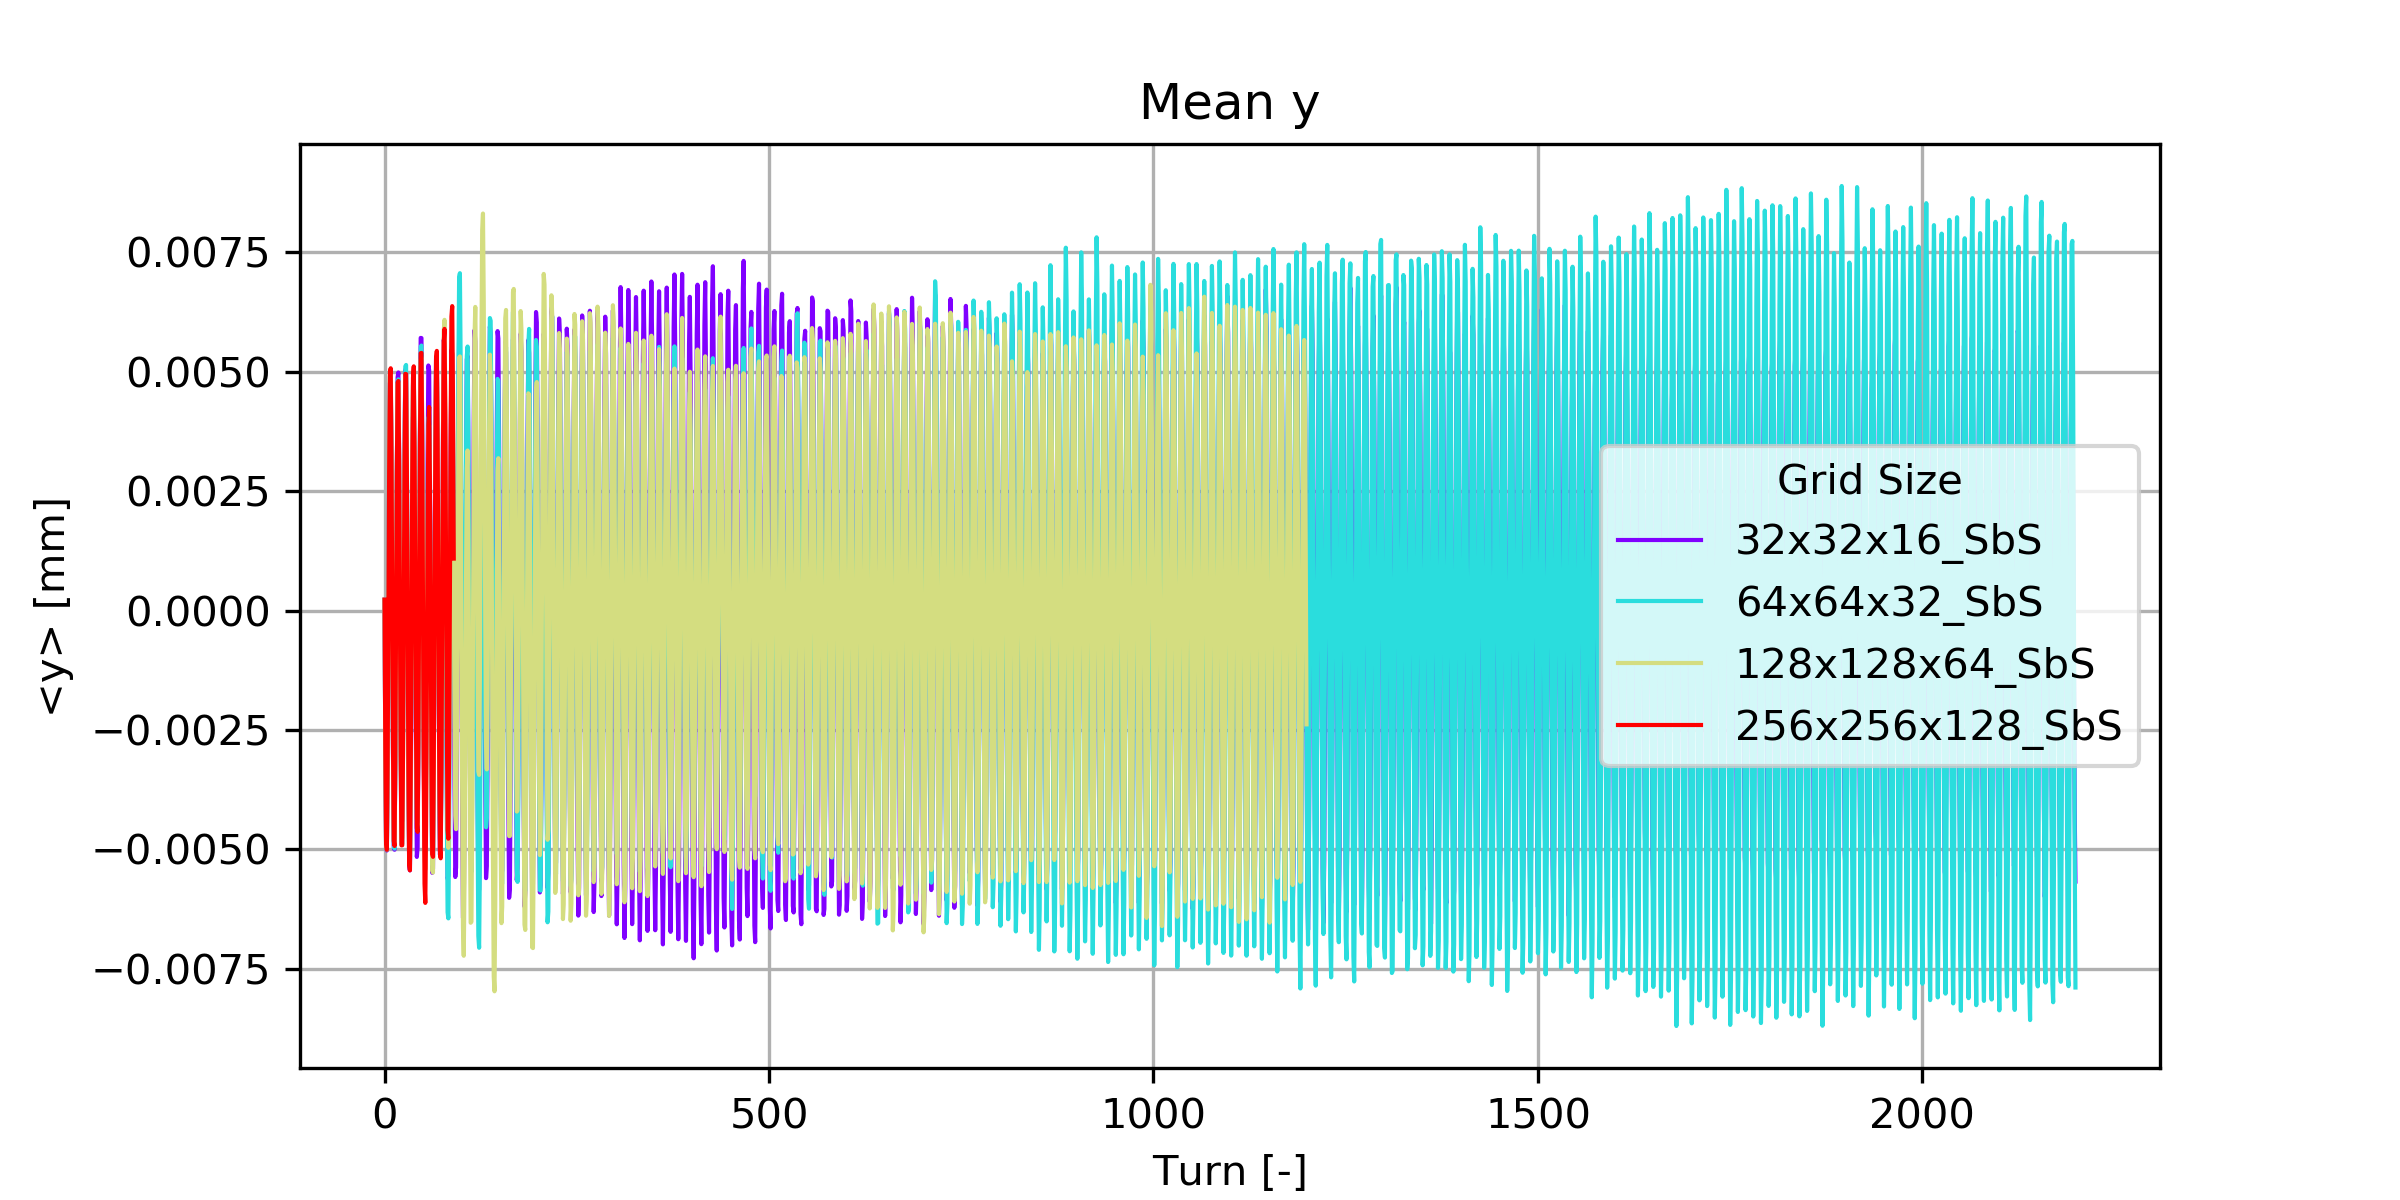 Mean y
<y> [mm]
0.0075
0.0050
0.0025
0.0000
−0.0025
−0.0050
−0.0075
Grid Size
32x32x16_SbS
64x64x32_SbS
128x128x64_SbS
256x256x128_SbS
0 500 1000 1500 2000
Turn [-]